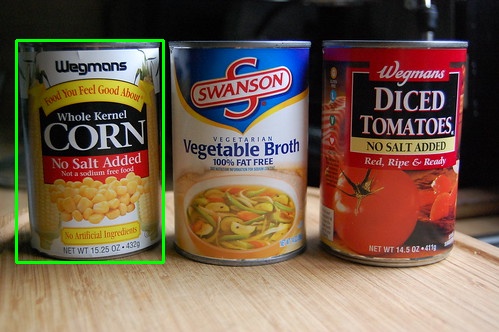 Wegmans
Food You Feel Good About
Whole Kernel
CORN
No Salt Added
Not a sodium free food
No Artificial Ingredients
NET WT 15.25 OZ • 432g
SWANSON
VEGETARIAN
Vegetable Broth
100% FAT FREE
Wegmans
DICED
TOMATOES
NO SALT ADDED
Red, Ripe & Ready
NET WT 14.5 OZ • 411g